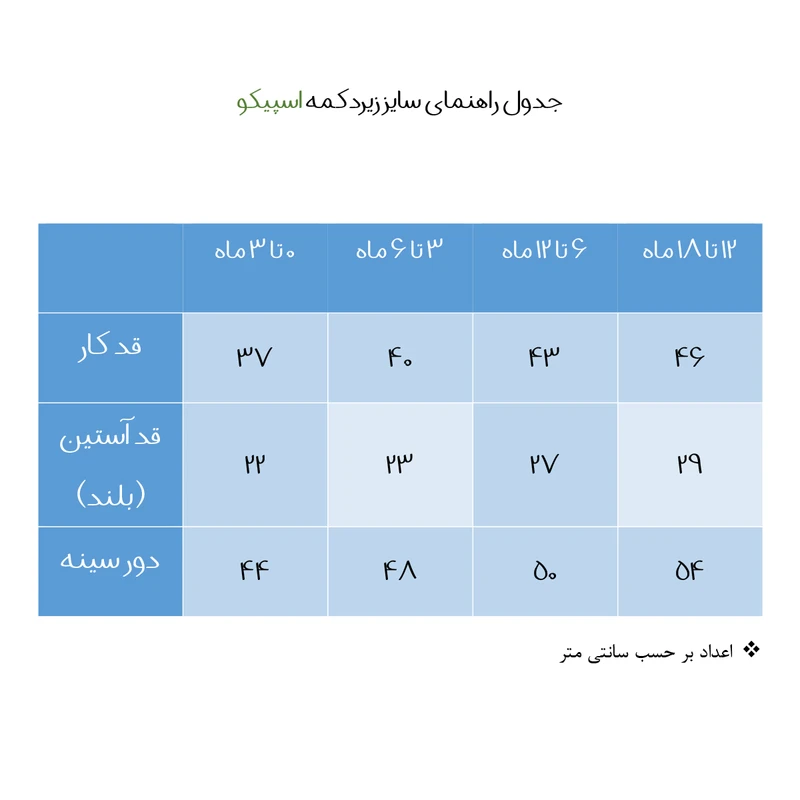 جدول راهنمای سایز زیردکمه اسپیکو
۰ تا ۳ ماه ۳ تا ۶ ماه ۶ تا ۱۲ ماه ۱۲ تا ۱۸ ماه
قد کار ۳۷ ۴۰ ۴۳ ۴۶
قد آستین
(بلند) ۲۲ ۲۳ ۲۷ ۲۹
دور سینه ۴۴ ۴۸ ۵۰ ۵۴
❖ اعداد بر حسب سانتی متر